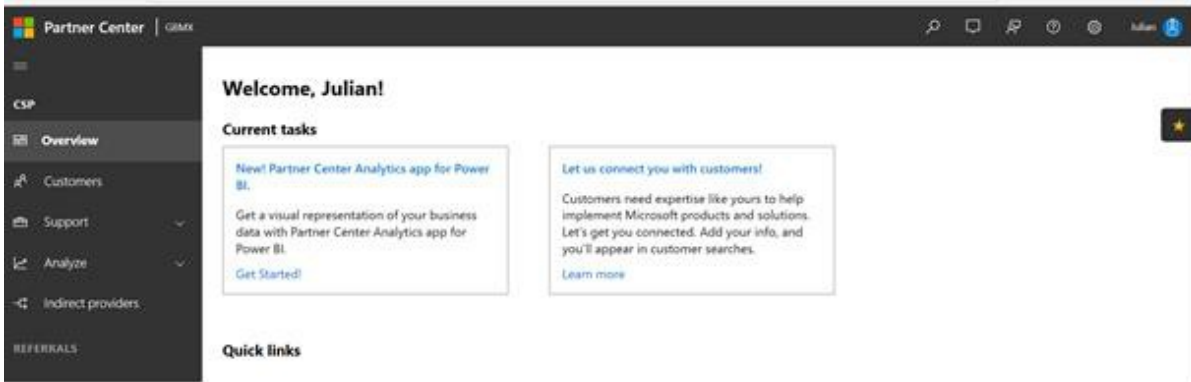 Partner Center | GBMX
Julian
CSP
Overview
Customers
Support
Analyze
Indirect providers
REFERRALS
Welcome, Julian!
Current tasks
New! Partner Center Analytics app for Power
BI.
Get a visual representation of your business
data with Partner Center Analytics app for
Power BI.
Get Started!
Let us connect you with customers!
Customers need expertise like yours to help
implement Microsoft products and solutions.
Let's get you connected. Add your info, and
you'll appear in customer searches.
Learn more
Quick links